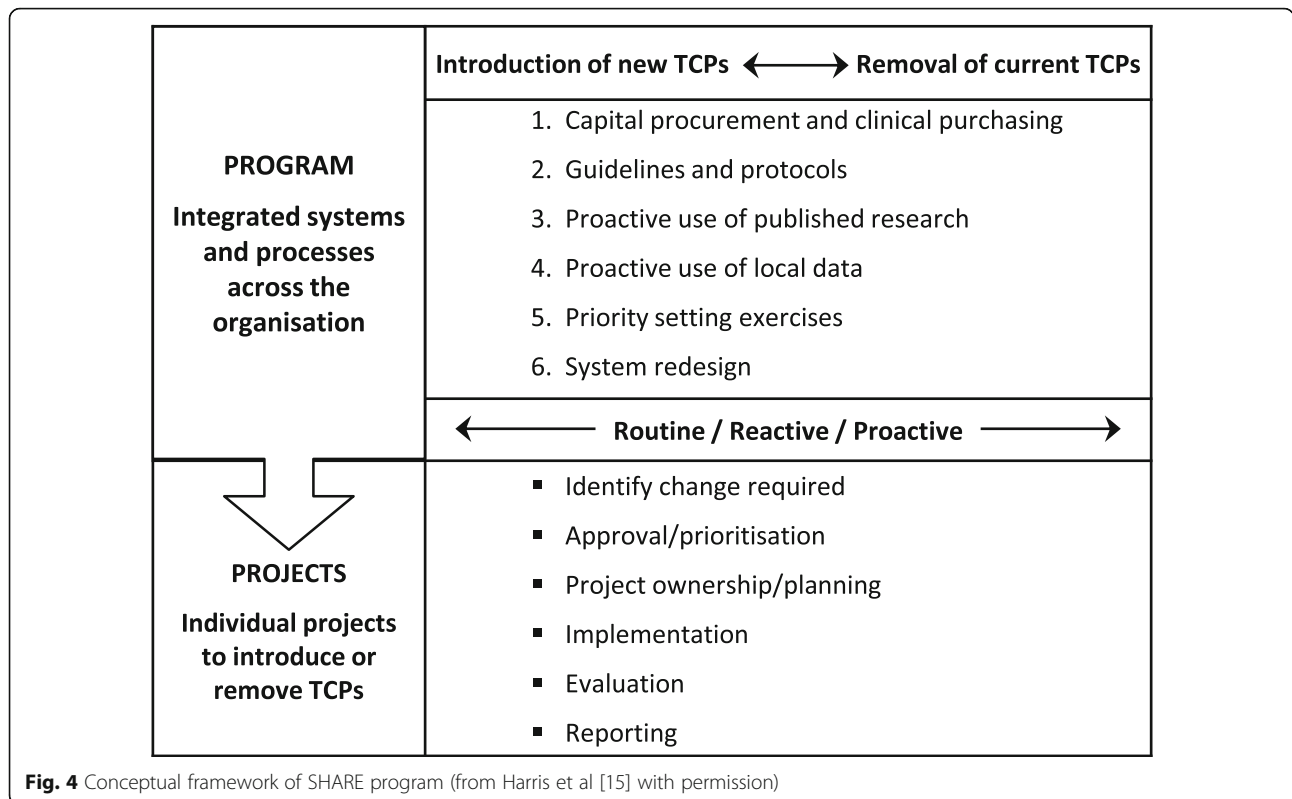 Introduction of new TCPs Removal of current TCPs
PROGRAM
Integrated systems
and processes
across the
organisation
1. Capital procurement and clinical purchasing
2. Guidelines and protocols
3. Proactive use of published research
4. Proactive use of local data
5. Priority setting exercises
6. System redesign
Routine / Reactive / Proactive
PROJECTS
Individual projects
to introduce or
remove TCPs
▪ Identify change required
▪ Approval/prioritisation
▪ Project ownership/planning
▪ Implementation
▪ Evaluation
▪ Reporting
Fig. 4 Conceptual framework of SHARE program (from Harris et al [15] with permission)